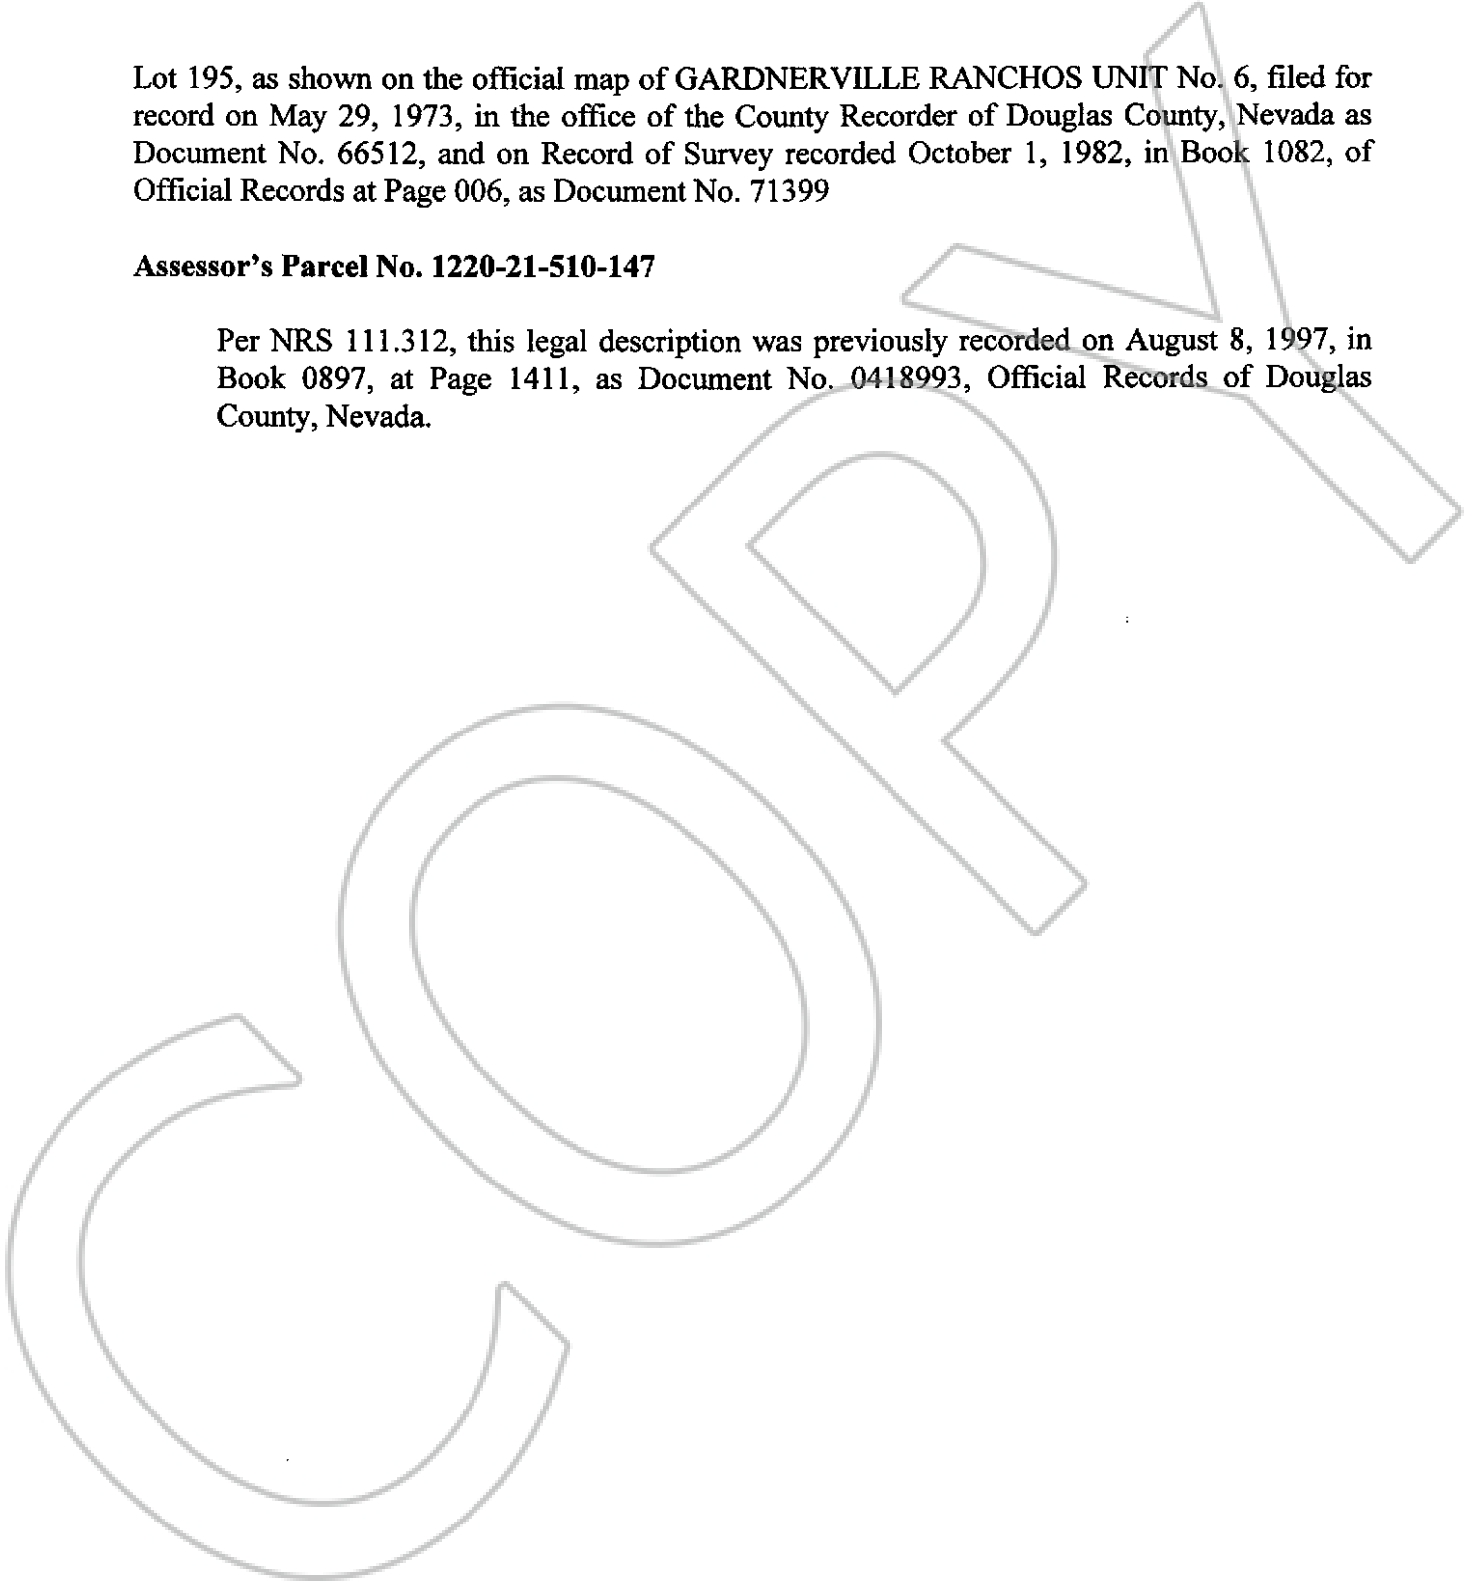 Lot 195, as shown on the official map of GARDNERVILLE RANCHOS UNIT No. 6, filed for
record on May 29, 1973, in the office of the County Recorder of Douglas County, Nevada as
Document No. 66512, and on Record of Survey recorded October 1, 1982, in Book 1082, of
Official Records at Page 006, as Document No. 71399
Assessor's Parcel No. 1220-21-510-147
Per NRS 111.312, this legal description was previously recorded on August 8, 1997, in
Book 0897, at Page 1411, as Document No. 0418993, Official Records of Douglas
County, Nevada.
COPY